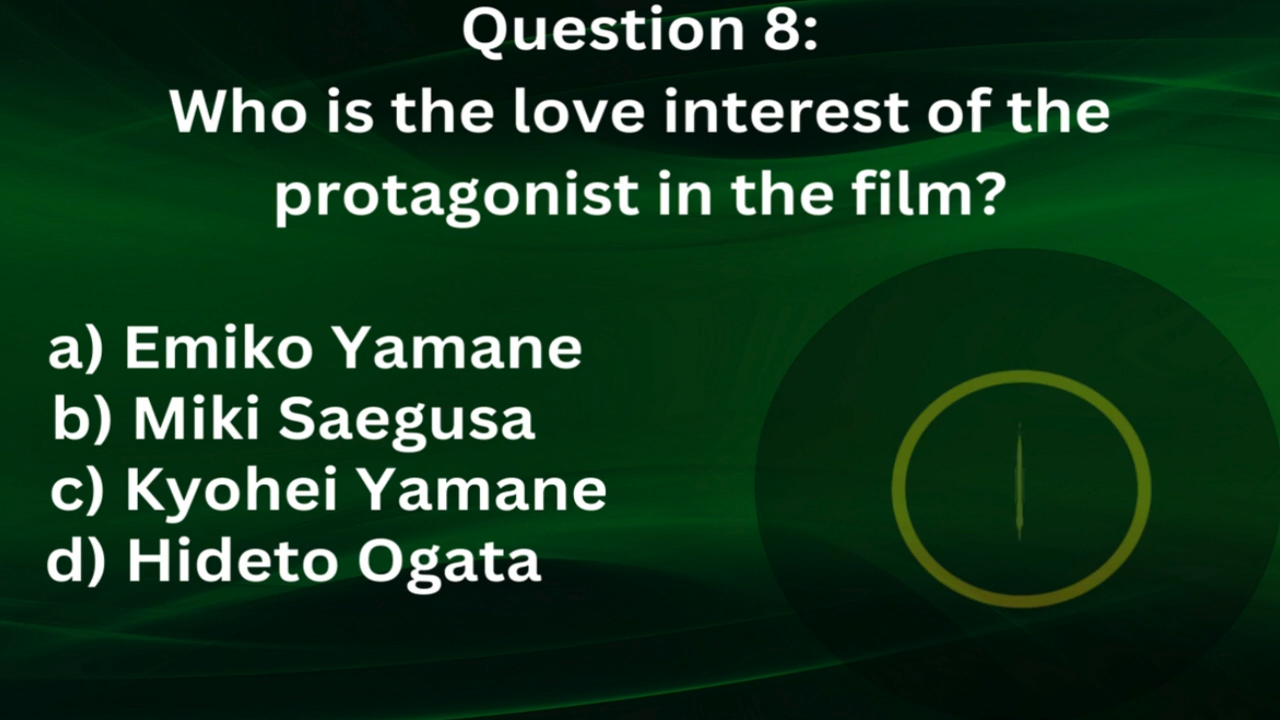 Question 8:
Who is the love interest of the
protagonist in the film?
a) Emiko Yamane
b) Miki Saegusa
c) Kyohei Yamane
d) Hideto Ogata